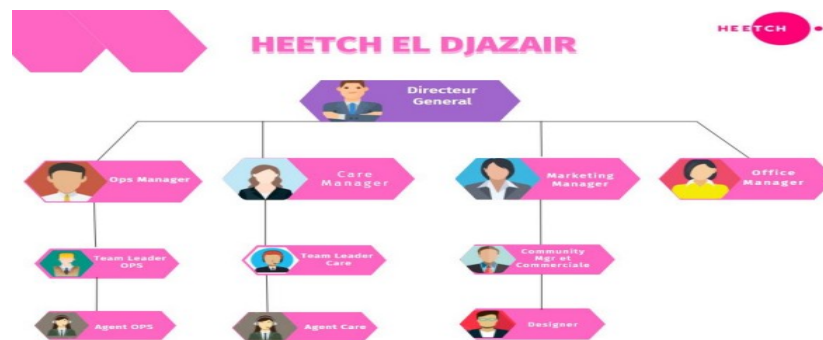 HEETCH EL DJAZAIR
HEETCH
Directeur
General
Ops Manager
Care
Manager
Marketing
Manager
Office
Manager
Team Leader
OPS
Team Leader
Care
Community
Mgr et
Commerciale
Agent OPS
Agent Care
Designer